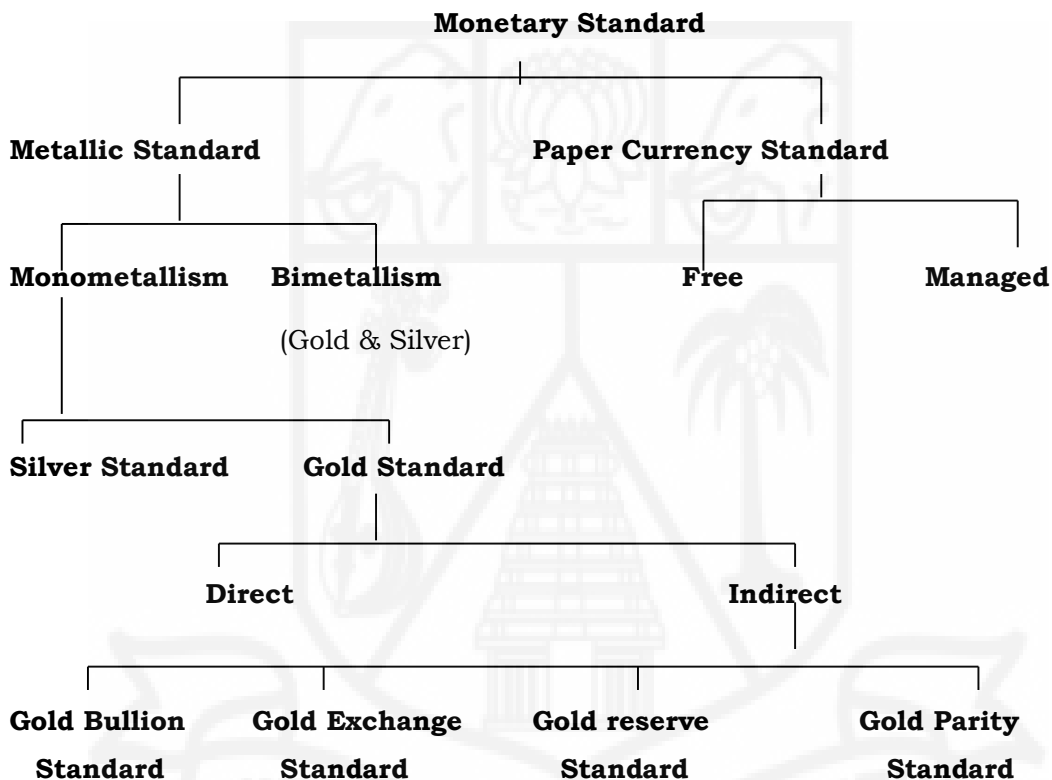 Monetary Standard
Metallic Standard Paper Currency Standard
Monometallism Bimetallism Free Managed
(Gold & Silver)
Silver Standard Gold Standard
Direct Indirect
Gold Bullion Gold Exchange Gold reserve Gold Parity
Standard Standard Standard Standard